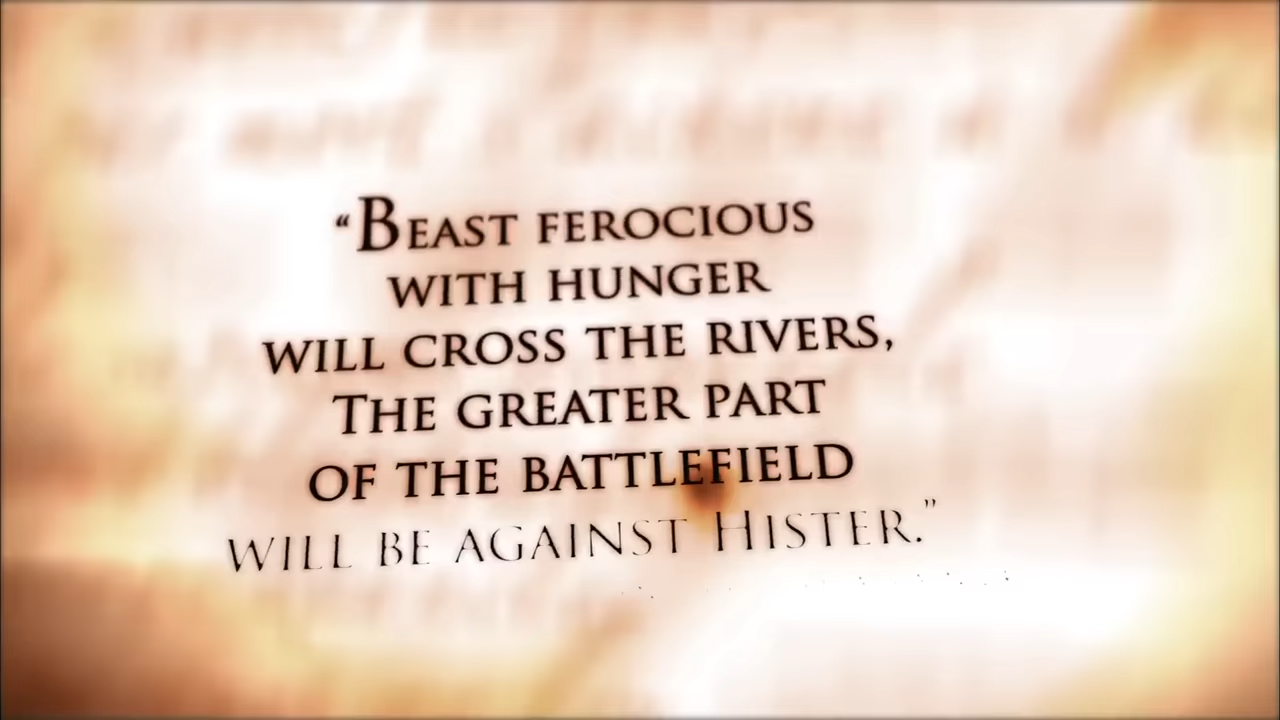 “Beast ferocious
with hunger
will cross the rivers,
The greater part
of the battlefield
will be against Hister.”